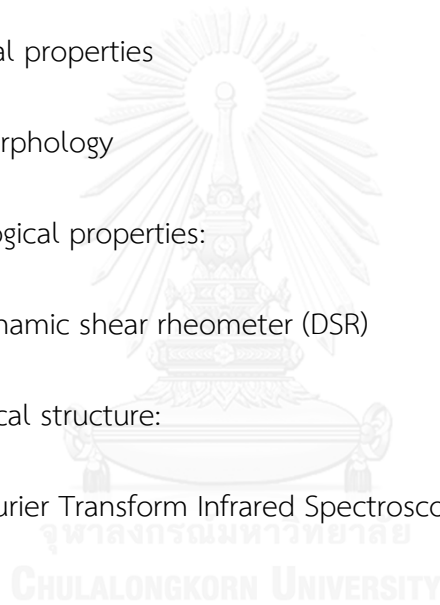 al properties
rphology
ogical properties:
namic shear rheometer (DSR)
cal structure:
urier Transform Infrared Spectrosco
จุฬาลงกรณ์มหาวิทยาลัย
CHULALONGKORN UNIVERSITY